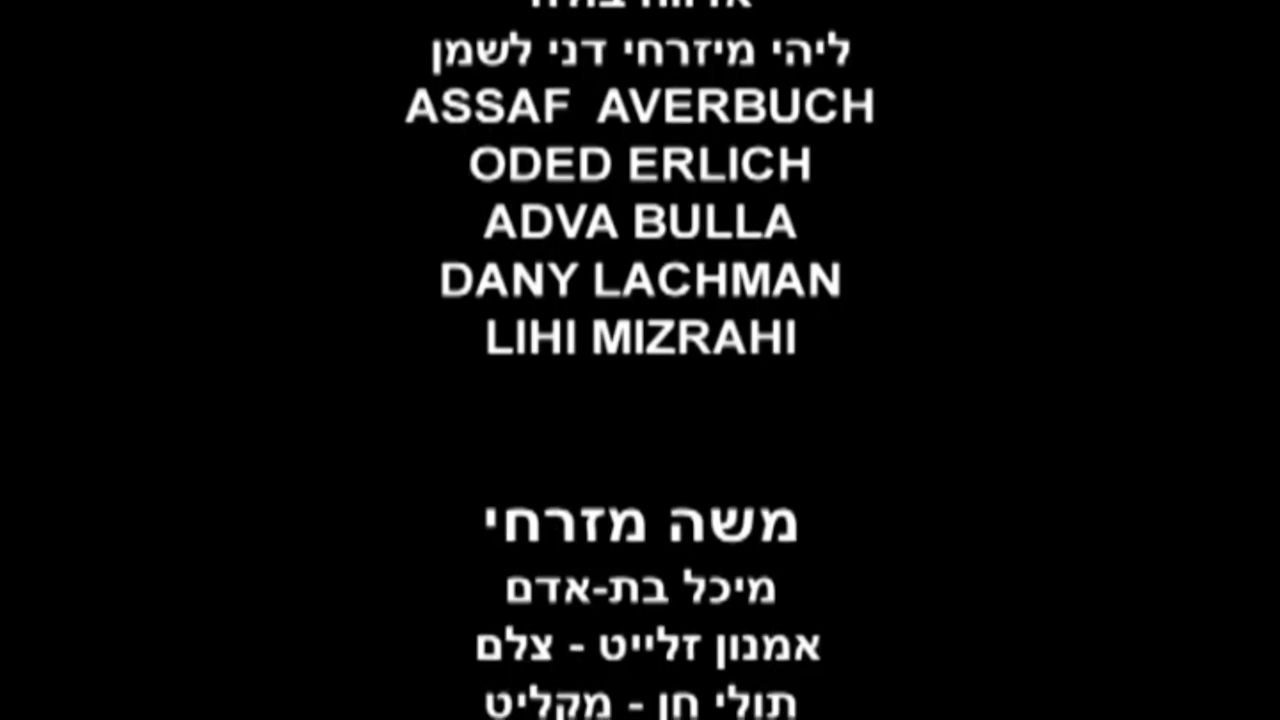 ליהי מיזרחי דני לשמן
ASSAF AVERBUCH
ODED ERLICH
ADVA BULLA
DANY LACHMAN
LIHI MIZRAHI
משה מזרחי
מיכל בת-אדם
אמנון זלייט - צלם
תולי חן - מקליט